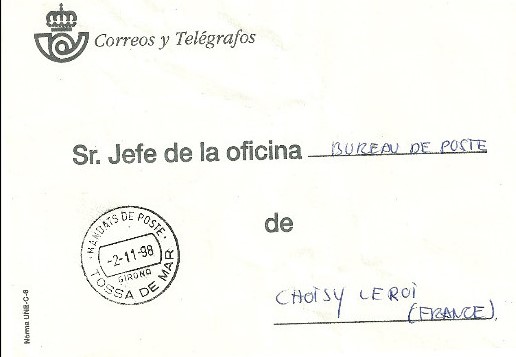 Correos y Telégrafos
Sr. Jefe de la oficina BUREAU DE POSTE
MANDATS DE POSTE
-2-11-98
GIRONA
TOSSA DE MAR
de
CHOISY LEROI
(FRANCE).
Norma UNE-C-6